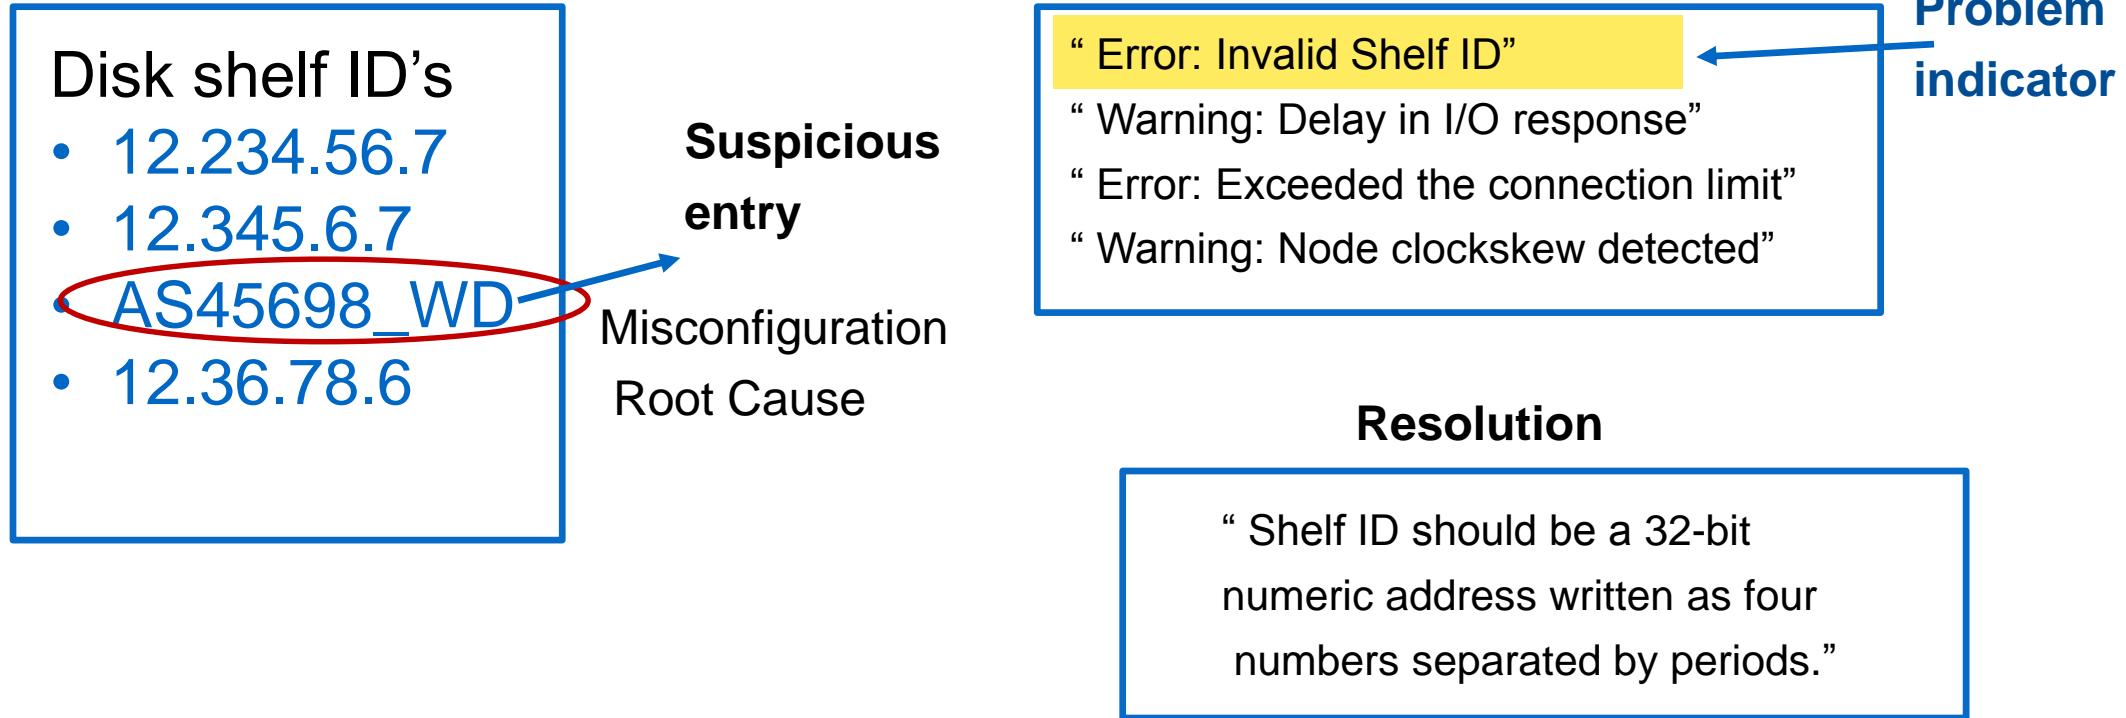 Disk shelf ID’s
• 12.234.56.7
• 12.345.6.7
• AS45698_WD
• 12.36.78.6
Suspicious
entry
Misconfiguration
Root Cause
“ Error: Invalid Shelf ID”
“ Warning: Delay in I/O response”
“ Error: Exceeded the connection limit”
“ Warning: Node clockskew detected”
Problem
indicator
Resolution
“ Shelf ID should be a 32-bit
numeric address written as four
numbers separated by periods.”